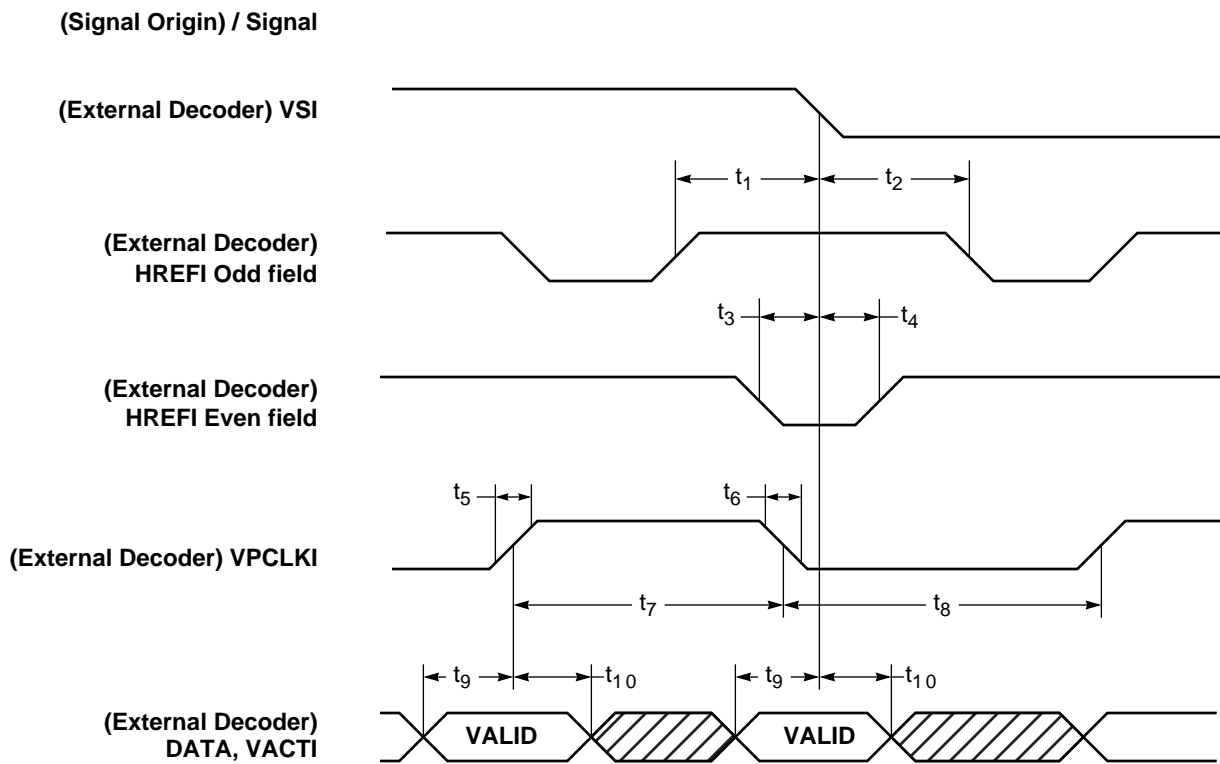 (Signal Origin) / Signal
(External Decoder) VSI
t1 t2
(External Decoder)
HREFI Odd field
t3 t4
(External Decoder)
HREFI Even field
t5 t6
(External Decoder) VPCLKI
t7 t8
t9 t10 t9 t10
(External Decoder)
DATA, VACTI
VALID VALID